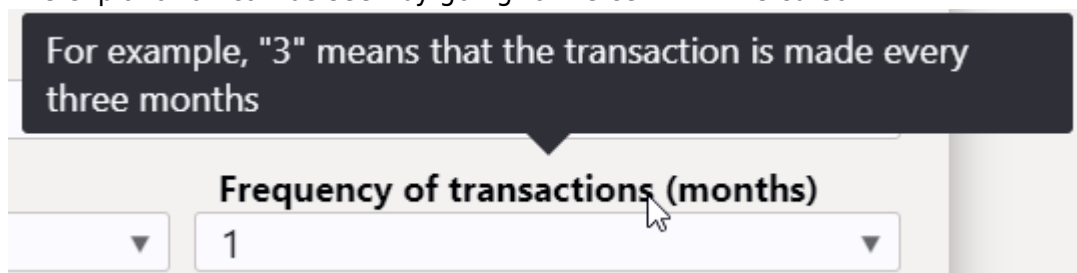 For example, "3" means that the transaction is made every
three months
Frequency of transactions (months)
1